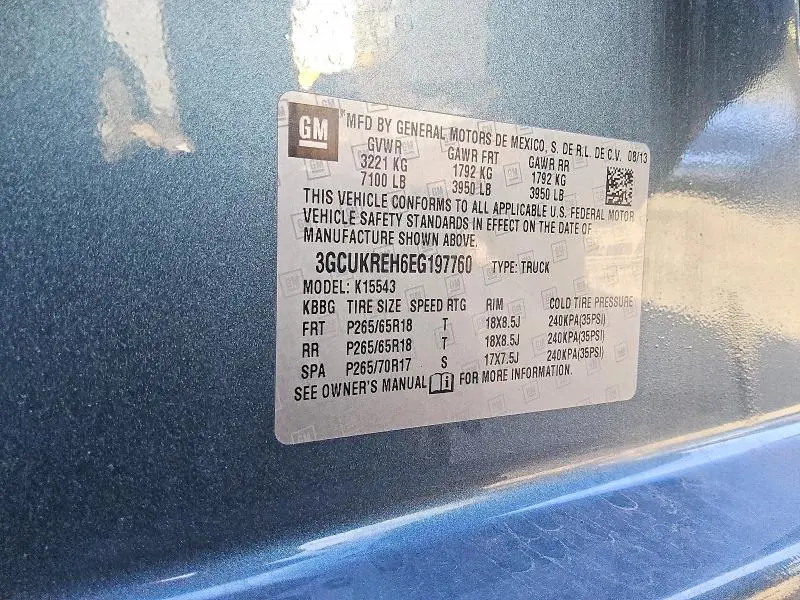 GM MFD BY GENERAL MOTORS DE MEXICO, S. DE R.L. DE C.V. 08/13
GVWR GAWR FRT GAWR RR
3221 KG 1792 KG 1792 KG
7100 LB 3950 LB 3950 LB
THIS VEHICLE CONFORMS TO ALL APPLICABLE U.S. FEDERAL MOTOR
VEHICLE SAFETY STANDARDS IN EFFECT ON THE DATE OF
MANUFACTURE SHOWN ABOVE.
3GCUKREH6EG197760 TYPE: TRUCK
MODEL: K15543
KBBG TIRE SIZE SPEED RTG RIM COLD TIRE PRESSURE
FRT P265/65R18 T 18X8.5J 240KPA(35PSI)
RR P265/65R18 T 18X8.5J 240KPA(35PSI)
SPA P265/70R17 S 17X7.5J 240KPA(35PSI)
SEE OWNER'S MANUAL FOR MORE INFORMATION.